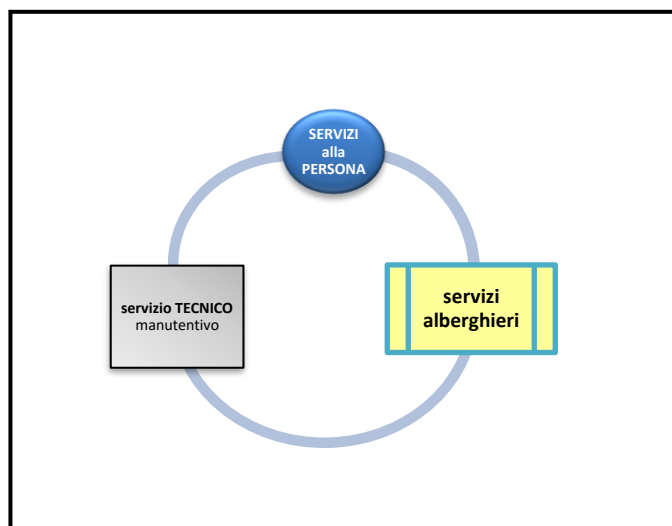 SERVIZI
alla
PERSONA
servizio TECNICO
manutentivo
servizi
alberghieri